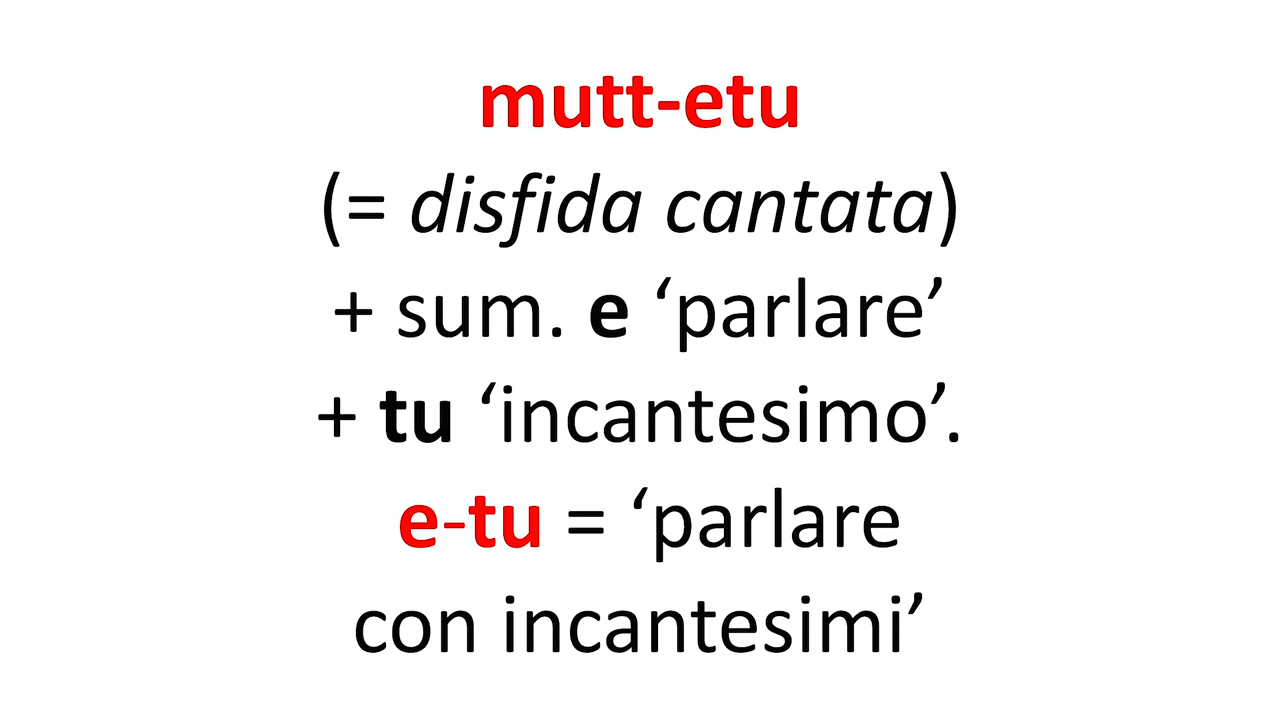 mutt-etu
(= disfida cantata)
+ sum. e ‘parlare’
+ tu ‘incantesimo’.
e-tu = ‘parlare
con incantesimi’